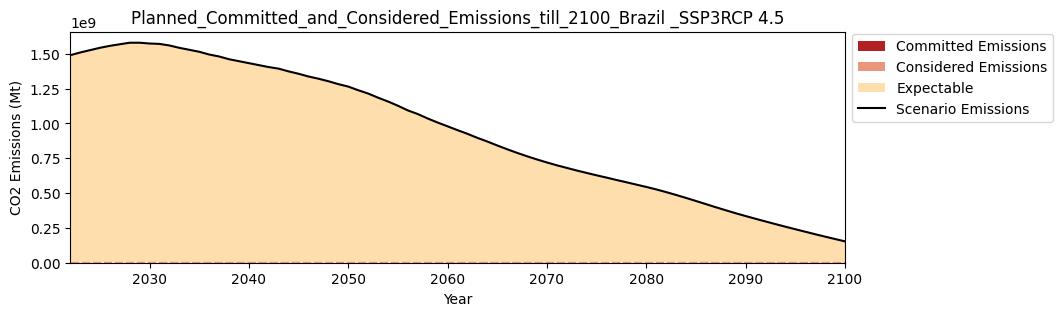 Planned_Committed_and_Considered_Emissions_till_2100_Brazil _SSP3RCP 4.5
1e9
Committed Emissions
Considered Emissions
Expectable
Scenario Emissions
CO2 Emissions (Mt)
1.50
1.25
1.00
0.75
0.50
0.25
0.00
2030 2040 2050 2060 2070 2080 2090 2100
Year